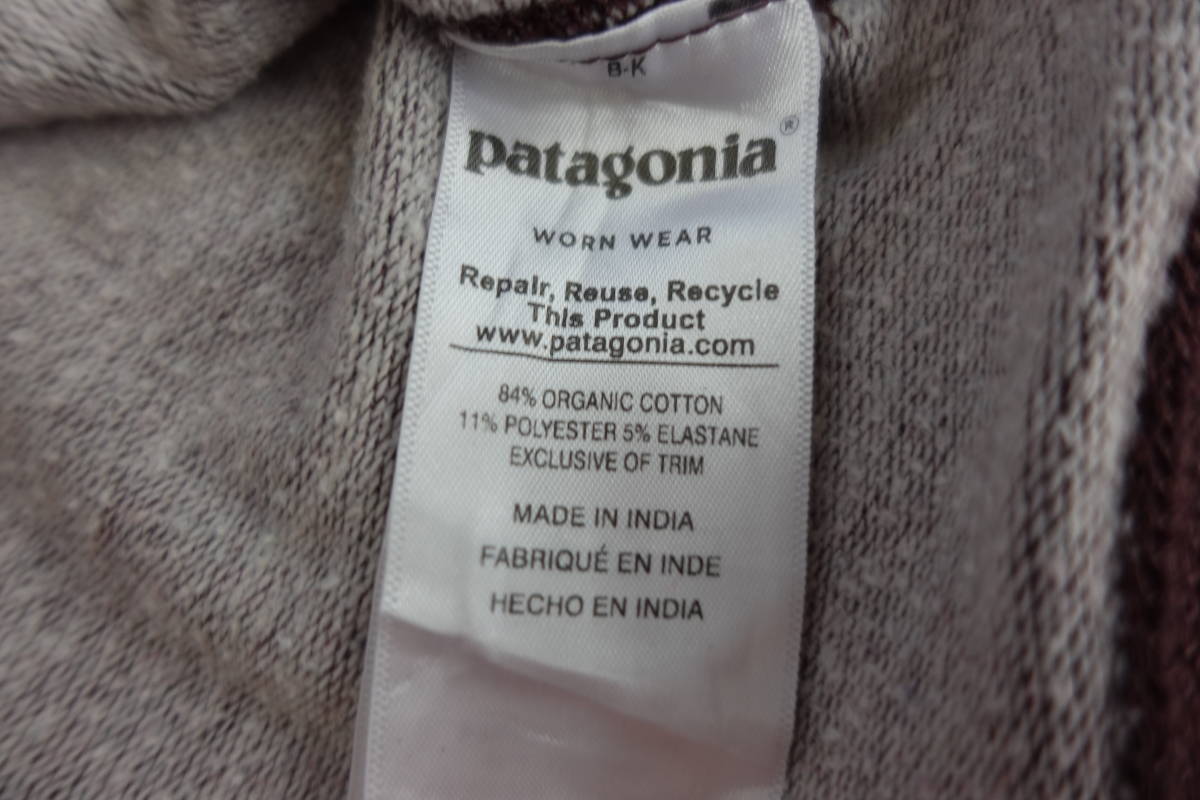 B-K
patagonia®
WORN WEAR
Repair, Reuse, Recycle
This Product
www.patagonia.com
84% ORGANIC COTTON
11% POLYESTER 5% ELASTANE
EXCLUSIVE OF TRIM
MADE IN INDIA
FABRIQUÉ EN INDE
HECHO EN INDIA